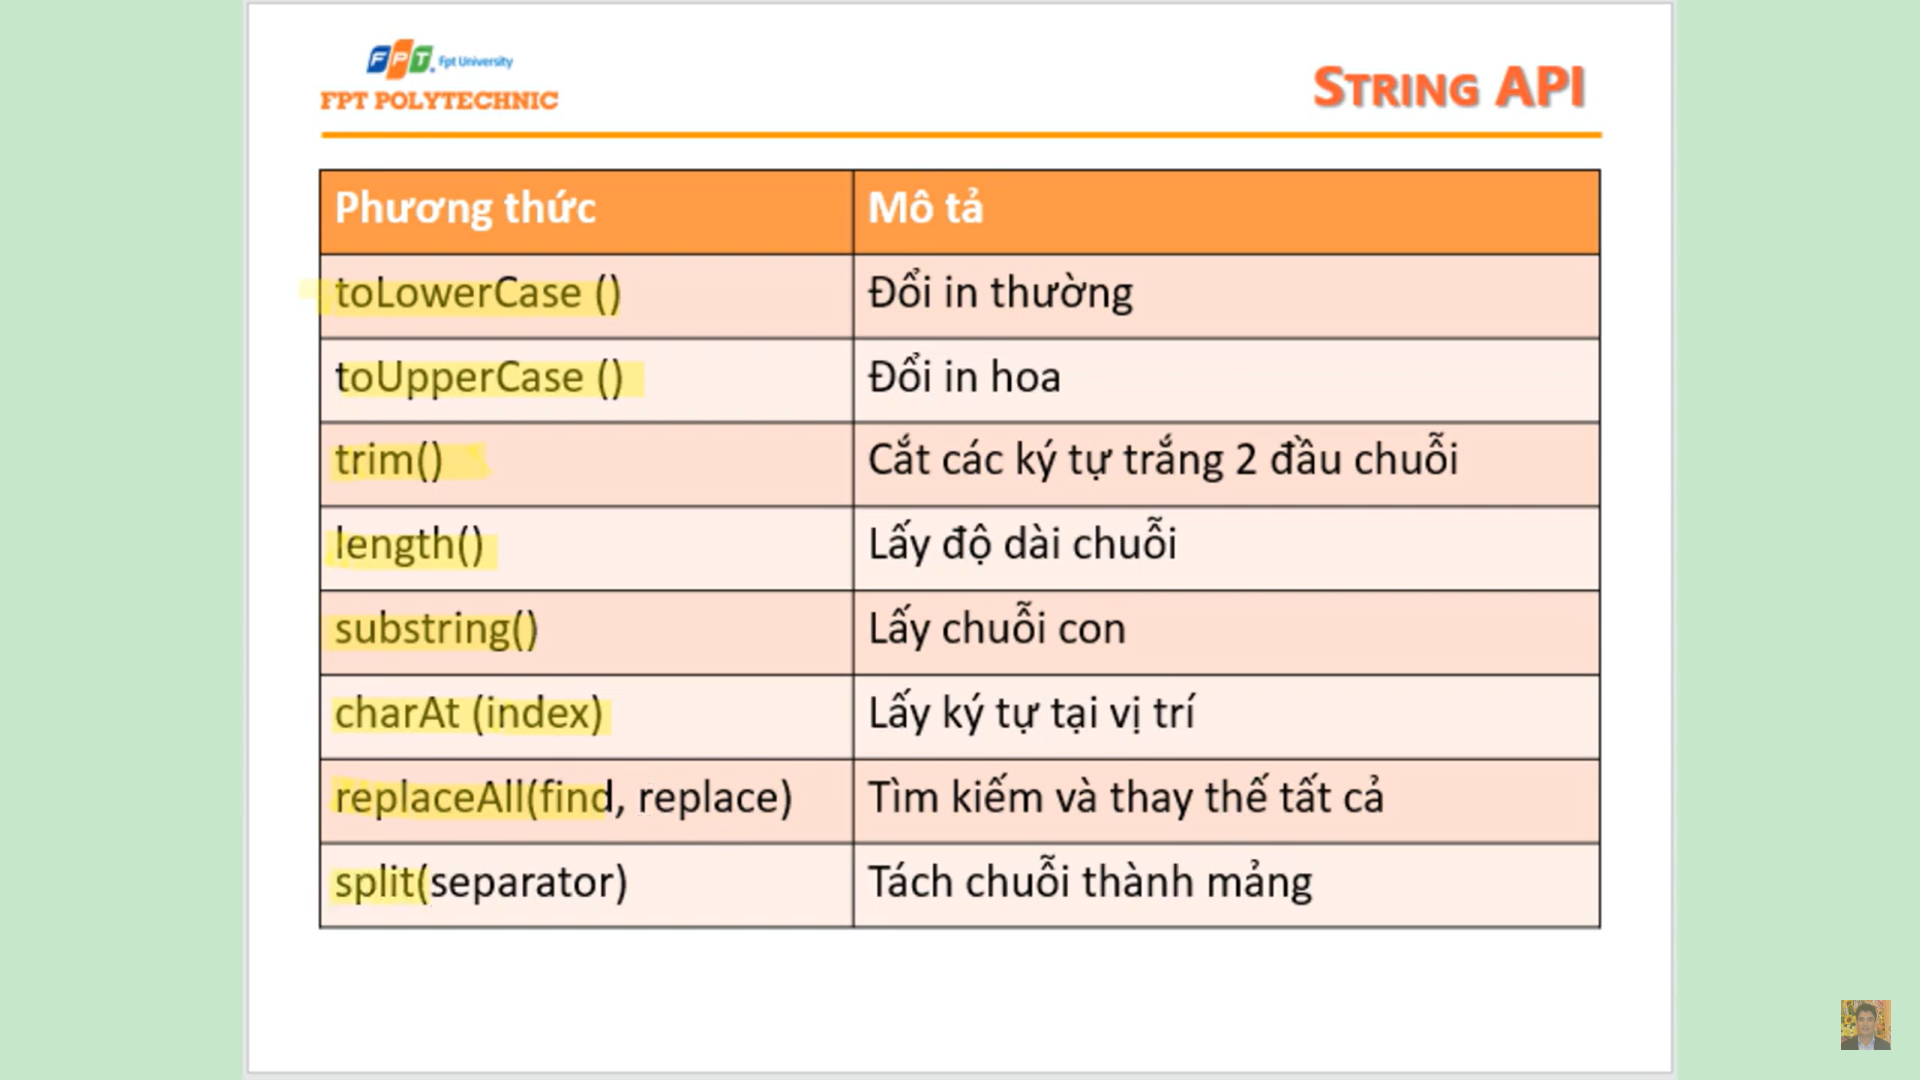 FPT. Fpt University
FPT POLYTECHNIC
STRING API
Phương thức Mô tả
toLowerCase () Đổi in thường
toUpperCase () Đổi in hoa
trim() Cắt các ký tự trắng 2 đầu chuỗi
length() Lấy độ dài chuỗi
substring() Lấy chuỗi con
charAt (index) Lấy ký tự tại vị trí
replaceAll(find, replace) Tìm kiếm và thay thế tất cả
split(separator) Tách chuỗi thành mảng